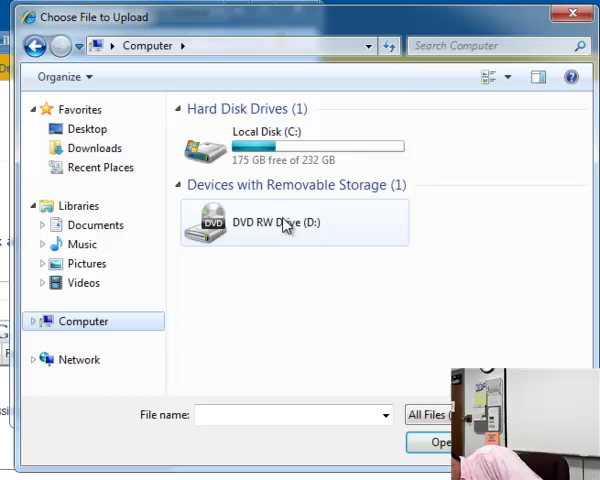 Choose File to Upload
Computer
Search Computer
Organize
Favorites
Desktop
Downloads
Recent Places
Libraries
Documents
Music
Pictures
Videos
Computer
Network
Hard Disk Drives (1)
Local Disk (C:)
175 GB free of 232 GB
Devices with Removable Storage (1)
DVD
DVD RW Drive (D:)
File name:
All Files (
Ope